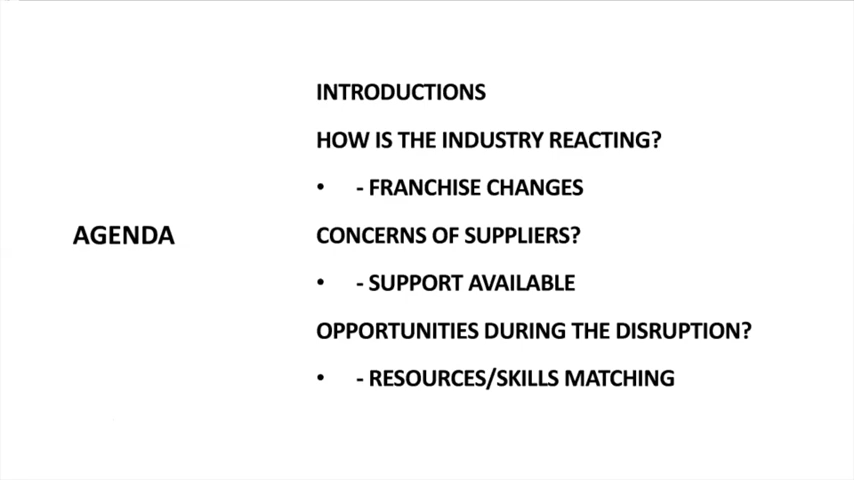 AGENDA
INTRODUCTIONS
HOW IS THE INDUSTRY REACTING?
• - FRANCHISE CHANGES
CONCERNS OF SUPPLIERS?
• - SUPPORT AVAILABLE
OPPORTUNITIES DURING THE DISRUPTION?
• - RESOURCES/SKILLS MATCHING